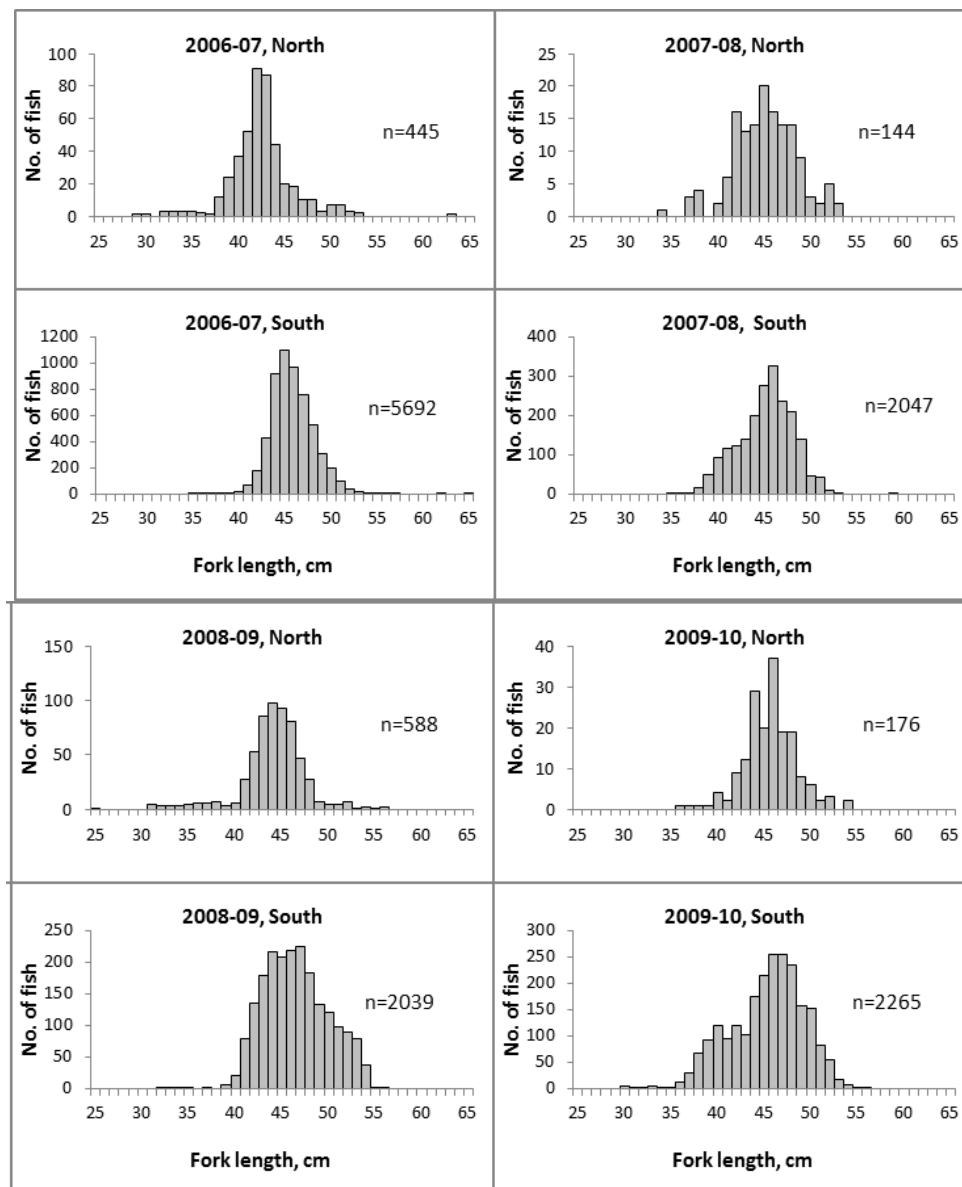 2006-07, North
No. of fish
100
80
60
40
20
0
n=445
25 30 35 40 45 50 55 60 65
2007-08, North
No. of fish
25
20
15
10
5
0
n=144
25 30 35 40 45 50 55 60 65
2006-07, South
No. of fish
1200
1000
800
600
400
200
0
n=5692
25 30 35 40 45 50 55 60 65
Fork length, cm
2007-08, South
No. of fish
400
300
200
100
0
n=2047
25 30 35 40 45 50 55 60 65
Fork length, cm
2008-09, North
No. of fish
150
100
50
0
n=588
25 30 35 40 45 50 55 60 65
2009-10, North
No. of fish
40
30
20
10
0
n=176
25 30 35 40 45 50 55 60 65
2008-09, South
No. of fish
250
200
150
100
50
0
n=2039
25 30 35 40 45 50 55 60 65
Fork length, cm
2009-10, South
No. of fish
300
250
200
150
100
50
0
n=2265
25 30 35 40 45 50 55 60 65
Fork length, cm